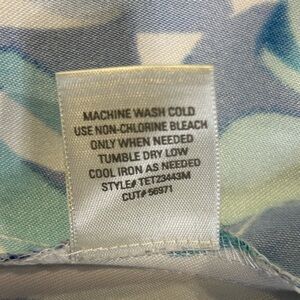 MACHINE WASH COLD
USE NON-CHLORINE BLEACH
ONLY WHEN NEEDED
TUMBLE DRY LOW
COOL IRON AS NEEDED
STYLE# TET23443M
CUT# 56971